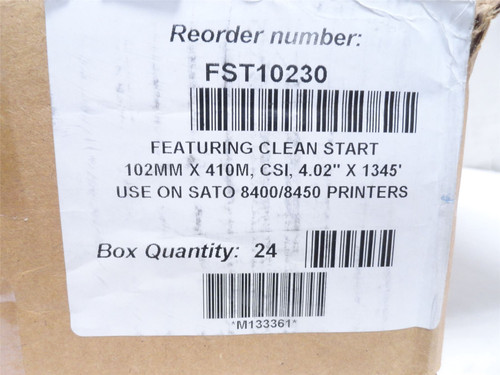 Reorder number:
FST10230
FEATURING CLEAN START
102MM X 410M, CSI, 4.02" X 1345'
USE ON SATO 8400/8450 PRINTERS
Box Quantity: 24
*M133361*